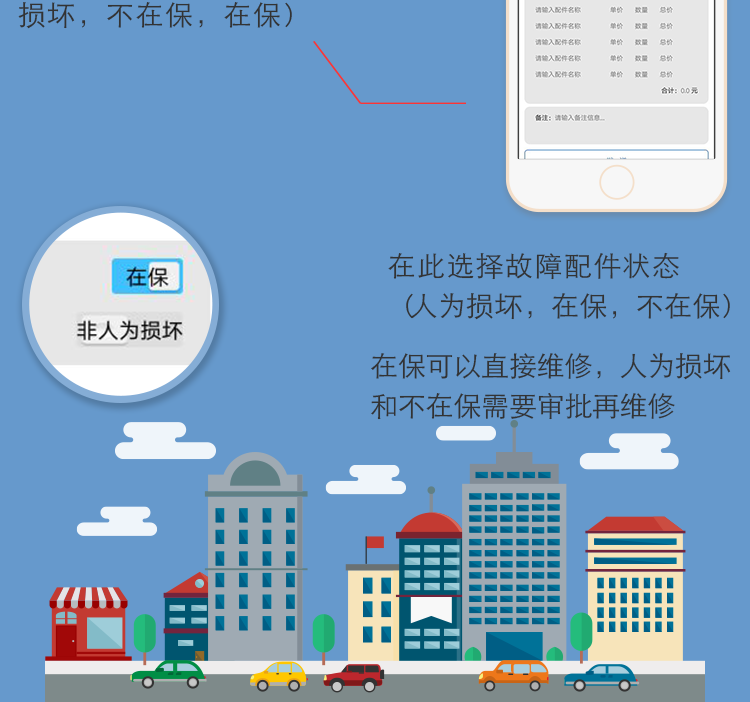 损坏，不在保，在保）
请输入配件名称 单价 数量 总价
请输入配件名称 单价 数量 总价
请输入配件名称 单价 数量 总价
请输入配件名称 单价 数量 总价
请输入配件名称 单价 数量 总价
合计：0.0 元
备注：请输入备注信息...
在保
非人为损坏
在此选择故障配件状态
（人为损坏，在保，不在保）
在保可以直接维修，人为损坏
和不在保需要审批再维修